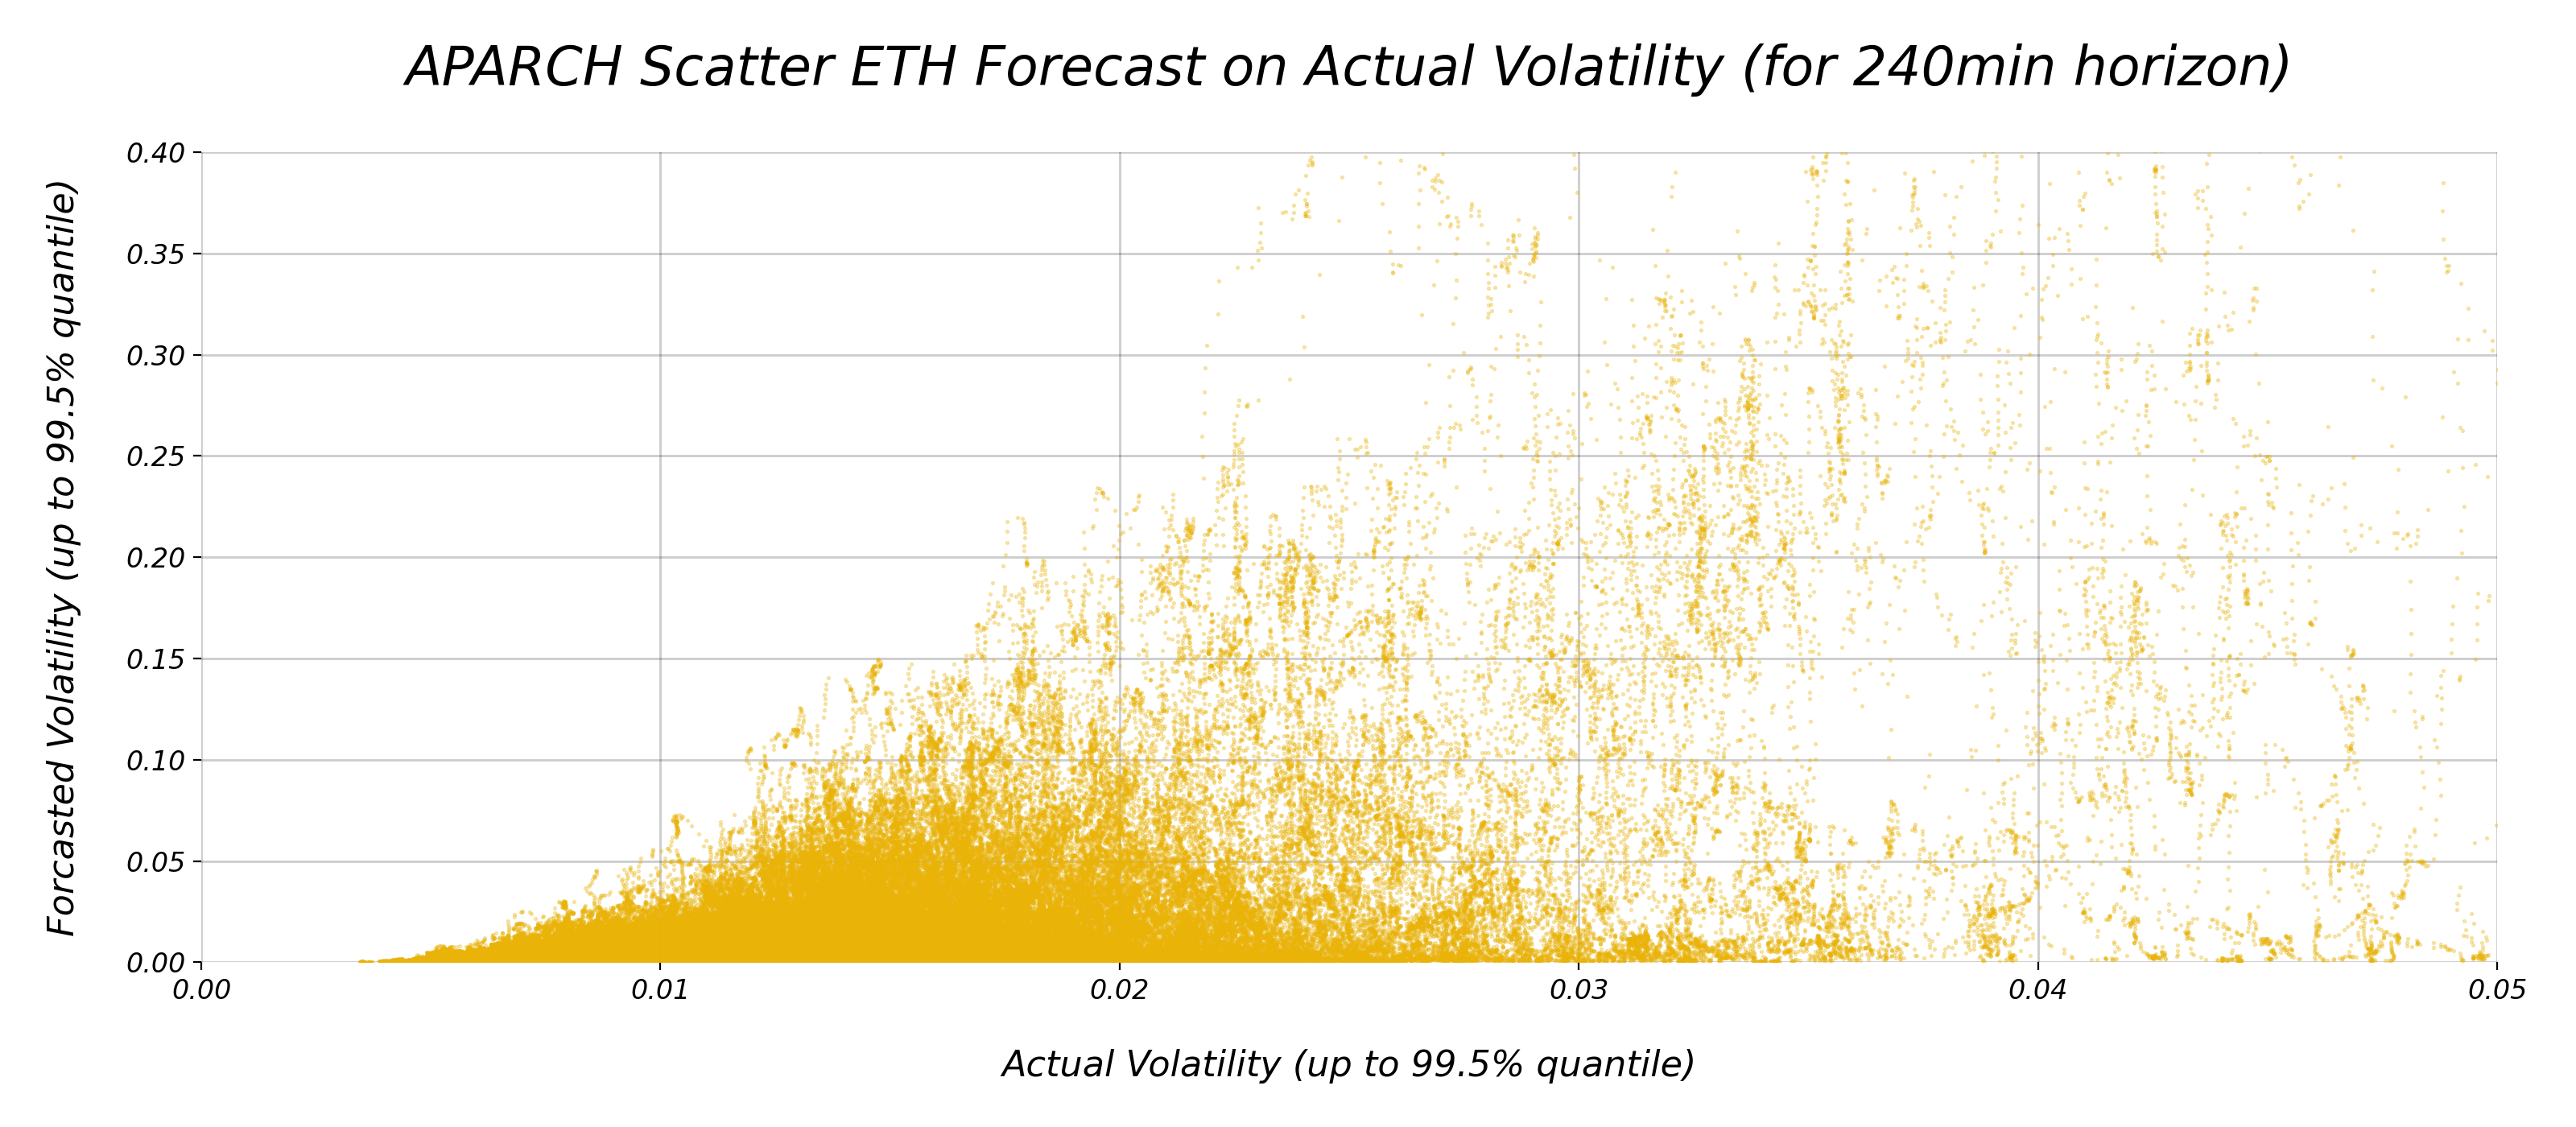 APARCH Scatter ETH Forecast on Actual Volatility (for 240min horizon)
Forcasted Volatility (up to 99.5% quantile)
0.40
0.35
0.30
0.25
0.20
0.15
0.10
0.05
0.00
0.00 0.01 0.02 0.03 0.04 0.05
Actual Volatility (up to 99.5% quantile)